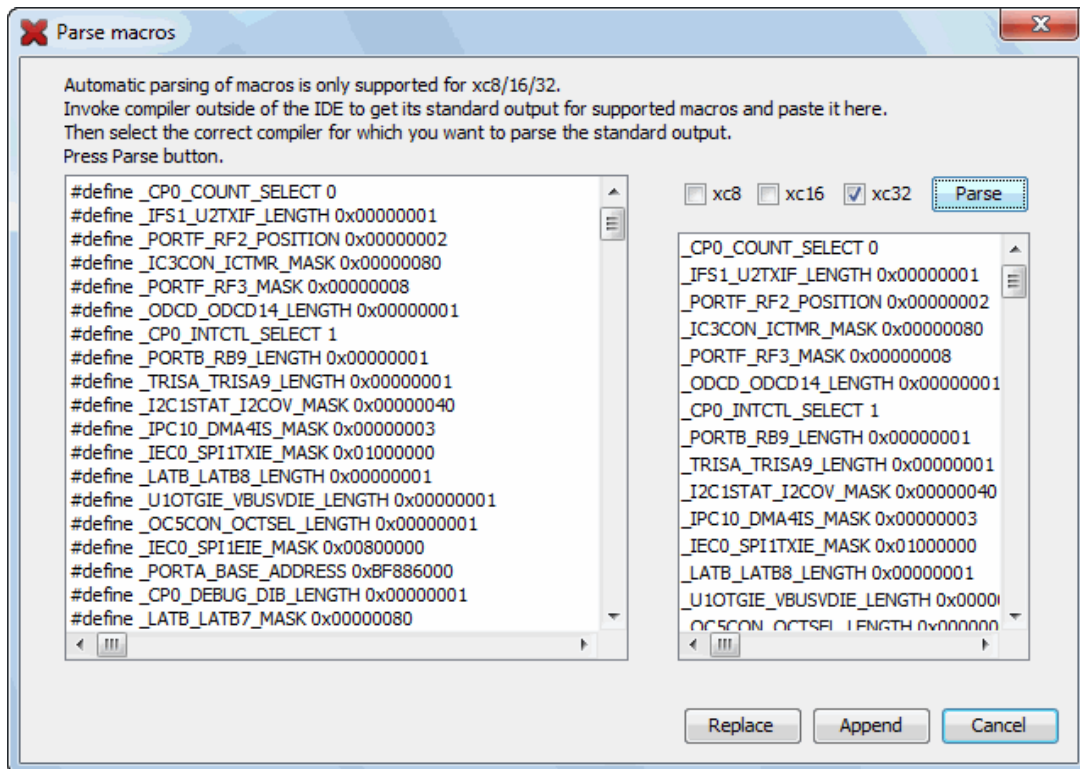 Parse macros
Automatic parsing of macros is only supported for xc8/16/32.
Invoke compiler outside of the IDE to get its standard output for supported macros and paste it here.
Then select the correct compiler for which you want to parse the standard output.
Press Parse button.
#define _CP0_COUNT_SELECT 0
#define _IFS1_U2TXIF_LENGTH 0x00000001
#define _PORTF_RF2_POSITION 0x00000002
#define _IC3CON_ICTMR_MASK 0x00000080
#define _PORTF_RF3_MASK 0x00000008
#define _ODCD_ODCD14_LENGTH 0x00000001
#define _CP0_INTCTL_SELECT 1
#define _PORTB_RB9_LENGTH 0x00000001
#define _TRISA_TRISA9_LENGTH 0x00000001
#define _I2C1STAT_I2COV_MASK 0x00000040
#define _IPC10_DMA4IS_MASK 0x00000003
#define _IEC0_SPI1TXIE_MASK 0x01000000
#define _LATB_LATB8_LENGTH 0x00000001
#define _U1OTGIE_VBUSVDIE_LENGTH 0x00000001
#define _OC5CON_OCTSEL_LENGTH 0x00000001
#define _IEC0_SPI1EIE_MASK 0x00800000
#define _PORTA_BASE_ADDRESS 0xBF886000
#define _CP0_DEBUG_DIB_LENGTH 0x00000001
#define _LATB_LATB7_MASK 0x00000080
xc8 xc16 xc32 Parse
_CP0_COUNT_SELECT 0
_IFS1_U2TXIF_LENGTH 0x00000001
_PORTF_RF2_POSITION 0x00000002
_IC3CON_ICTMR_MASK 0x00000080
_PORTF_RF3_MASK 0x00000008
_ODCD_ODCD14_LENGTH 0x00000001
_CP0_INTCTL_SELECT 1
_PORTB_RB9_LENGTH 0x00000001
_TRISA_TRISA9_LENGTH 0x00000001
_I2C1STAT_I2COV_MASK 0x00000040
_IPC10_DMA4IS_MASK 0x00000003
_IEC0_SPI1TXIE_MASK 0x01000000
_LATB_LATB8_LENGTH 0x00000001
_U1OTGIE_VBUSVDIE_LENGTH 0x0000
_OC5CON_OCTSEL_LENGTH 0x000000
Replace Append Cancel